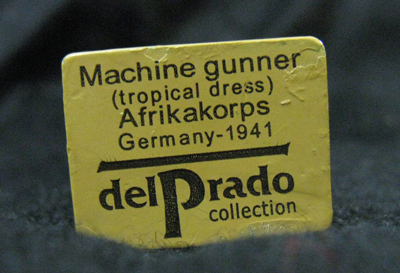 Machine gunner
(tropical dress)
Afrikakorps
Germany-1941
delPrado
collection